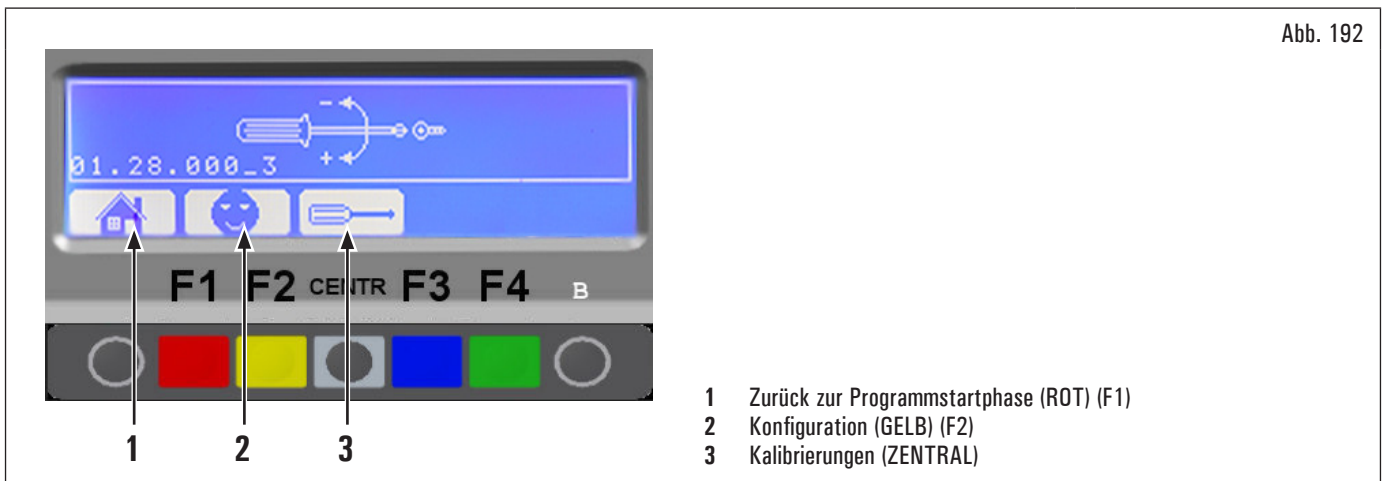 Abb. 192
- 
+
01.28.000_3
F1 F2 CENTR F3 F4 B
1 2 3
1 Zurück zur Programmstartphase (ROT) (F1)
2 Konfiguration (GELB) (F2)
3 Kalibrierungen (ZENTRAL)